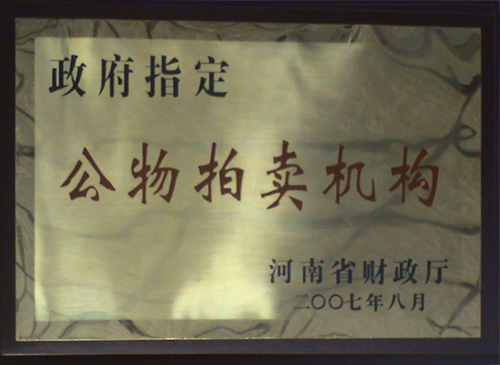 政府指定
公物拍卖机构
河南省财政厅
二〇〇七年八月